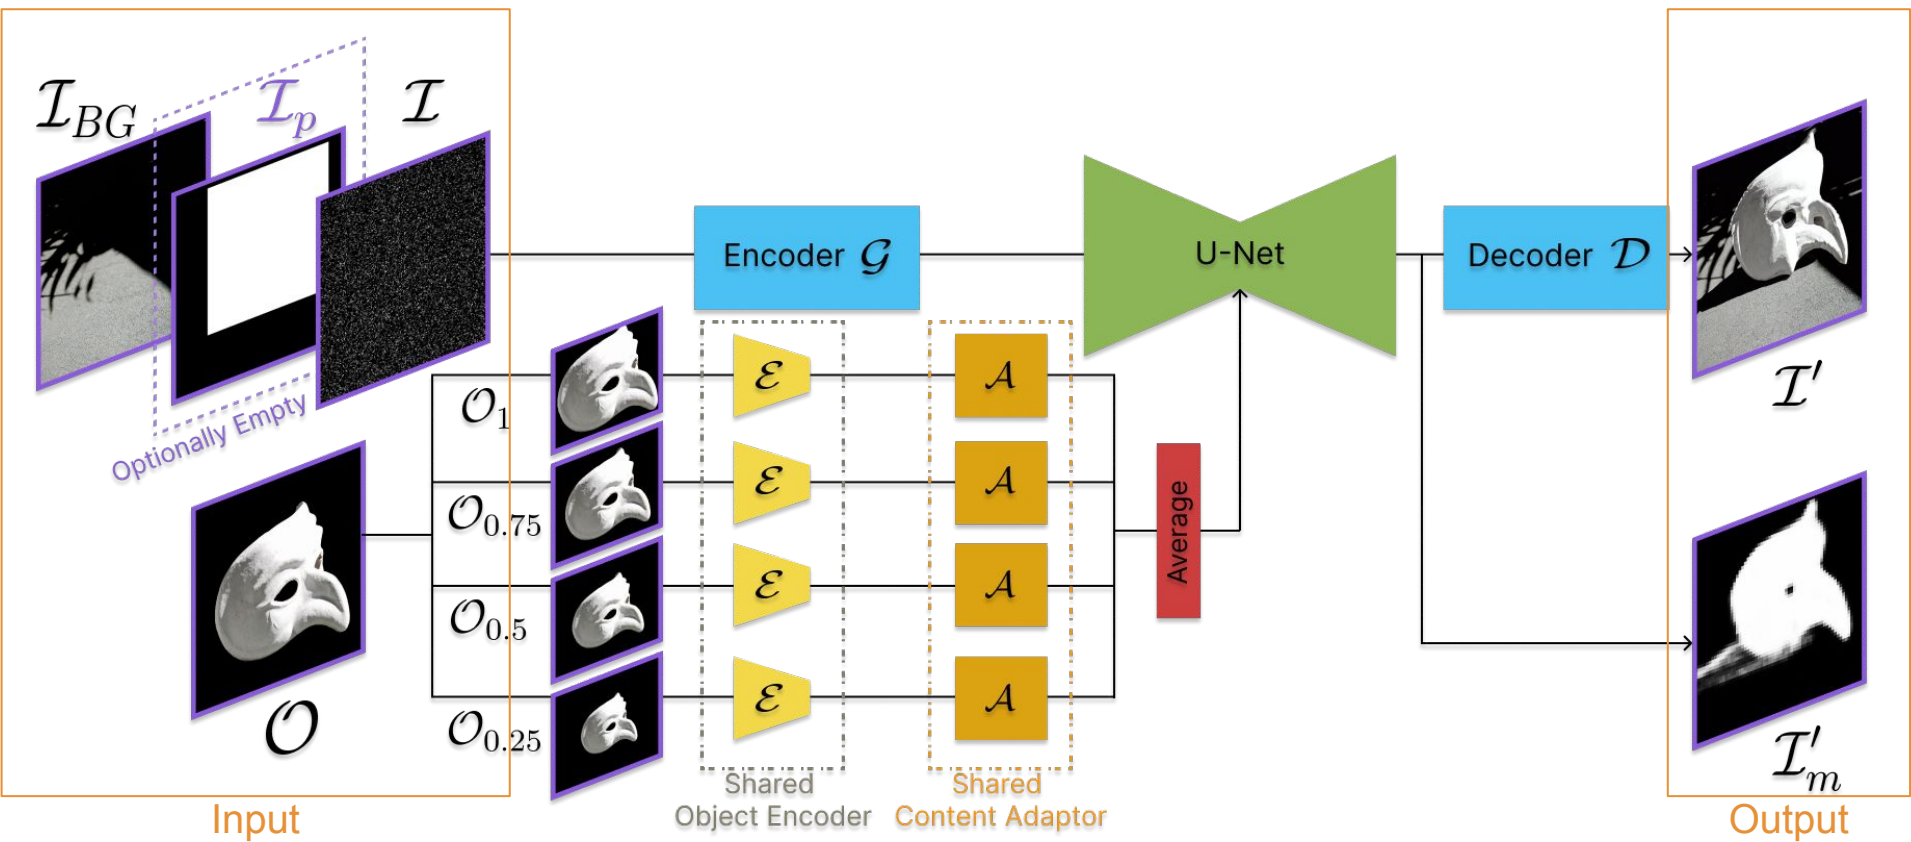 I_BG
I_p
I
Optionally Empty
O
Input
O_1
O_0.75
O_0.5
O_0.25
Encoder G
ℰ
ℰ
ℰ
ℰ
Shared
Object Encoder
A
A
A
A
Shared
Content Adaptor
Average
U-Net
Decoder D
I′
I′_m
Output